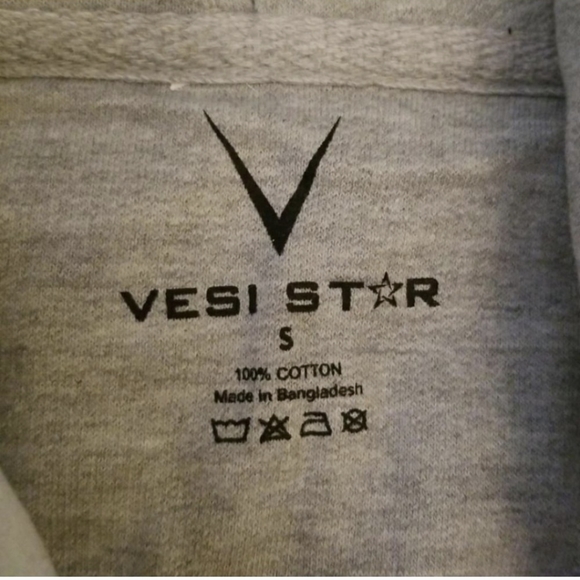 V
VESI ST☆R
S
100% COTTON
Made in Bangladesh